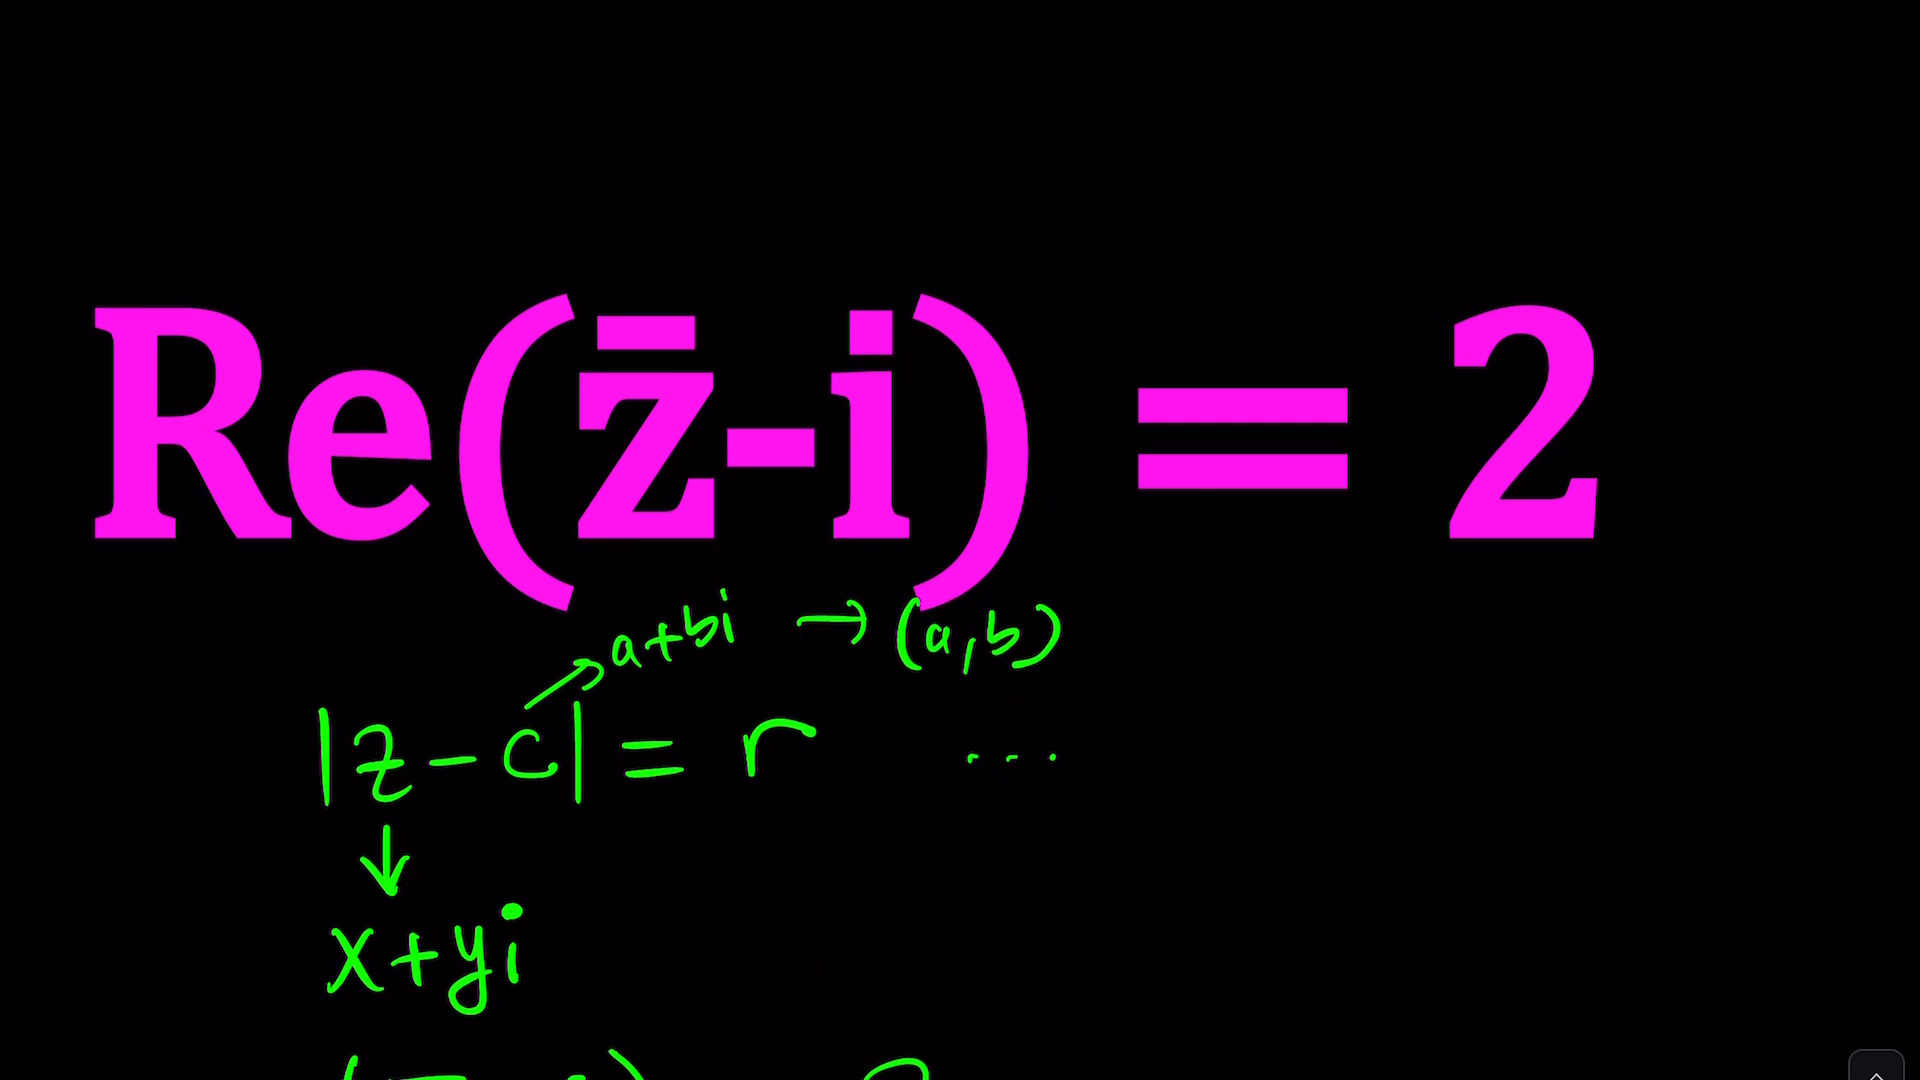 Re(z̄-i) = 2
a+bi → (a,b)
|z-c| = r ...
x+yi